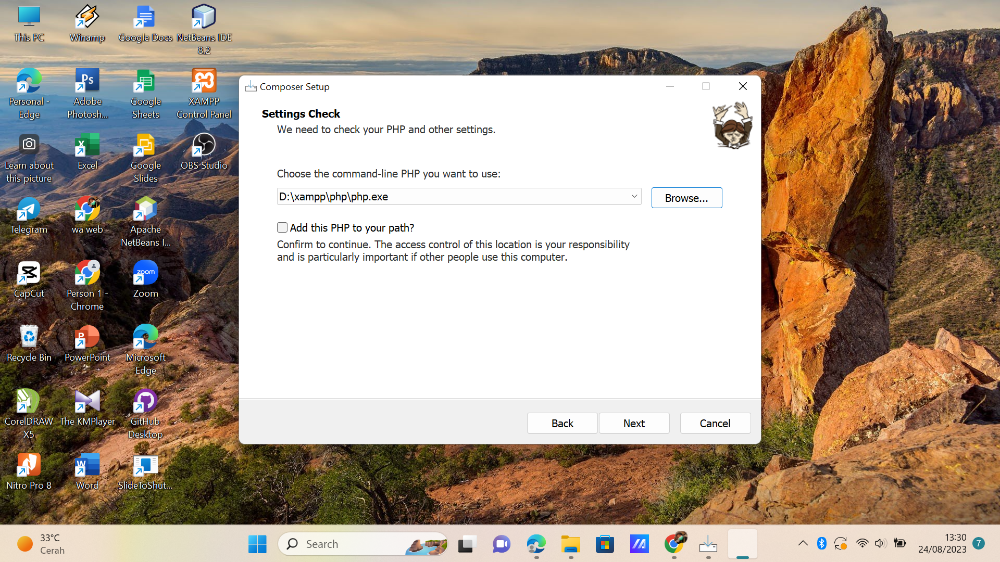 This PC
Winamp
Google Docs
NetBeans IDE
8.2
Personal -
Edge
Ps
Adobe
Photosh...
Google
Sheets
XAMPP
Control Panel
Learn about
this picture
X
Excel
Google
Slides
OBS Studio
Telegram
wa web
Apache
NetBeans I...
CapCut
Person 1 -
Chrome
zoom
Zoom
Recycle Bin
P
PowerPoint
Microsoft
Edge
CorelDRAW
X5
The KMPlayer
GitHub
Desktop
Nitro Pro 8
W
Word
SlideToShut...
Composer Setup
Settings Check
We need to check your PHP and other settings.
Choose the command-line PHP you want to use:
D:\xampp\php\php.exe
Browse...
Add this PHP to your path?
Confirm to continue. The access control of this location is your responsibility
and is particularly important if other people use this computer.
Back
Next
Cancel
33°C
Cerah
Search
13:30
24/08/2023
7